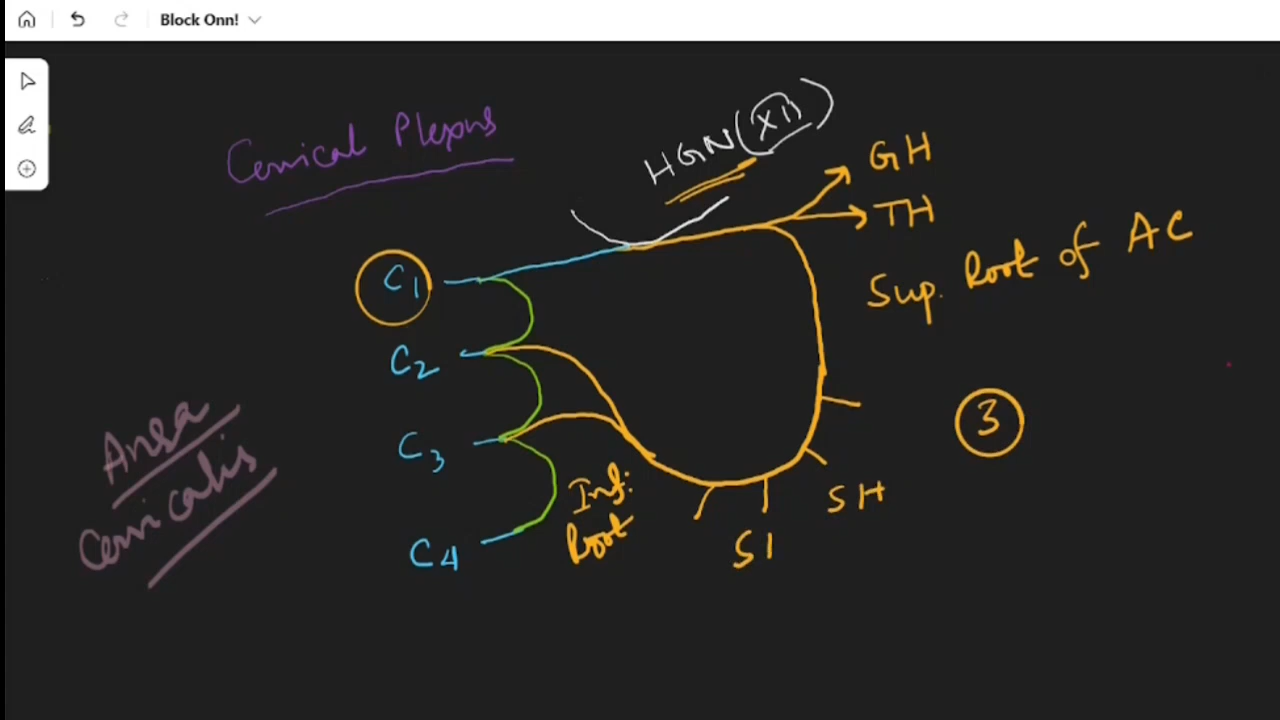 Block Onn!
Cervical Plexus
HGN (XII)
GH
TH
Sup. Root of AC
C1
C2
C3
C4
Ansa
Cervicalis
Inf:
Root
3
SH
SI